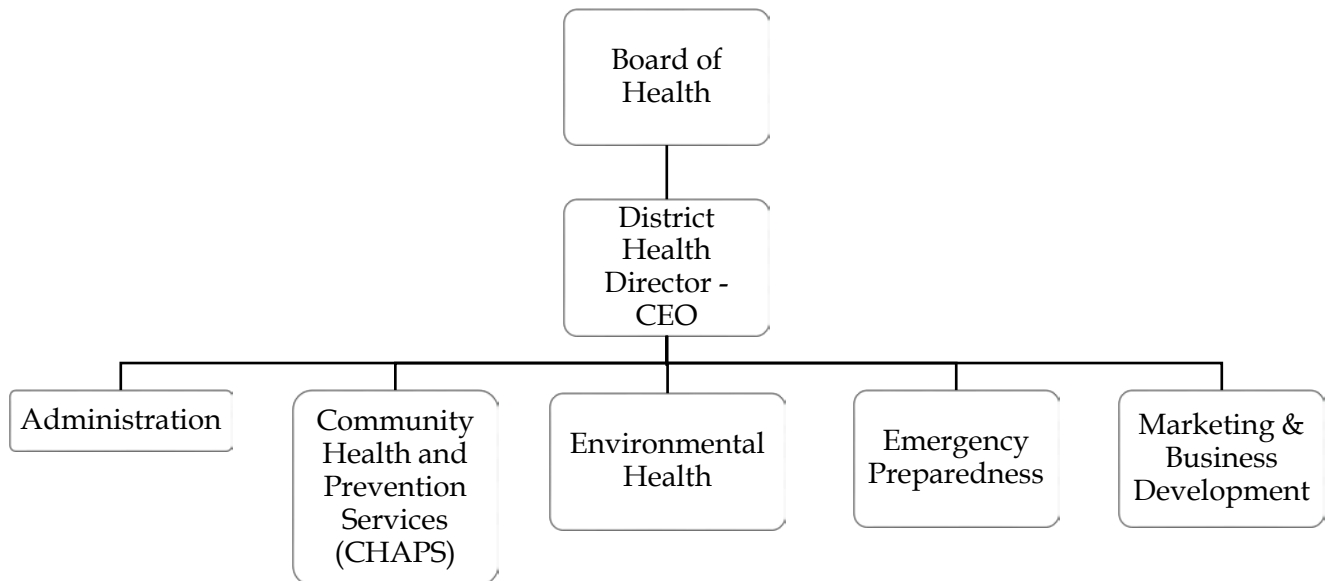 Board of
Health
District
Health
Director -
CEO
Administration
Community
Health and
Prevention
Services
(CHAPS)
Environmental
Health
Emergency
Preparedness
Marketing &
Business
Development